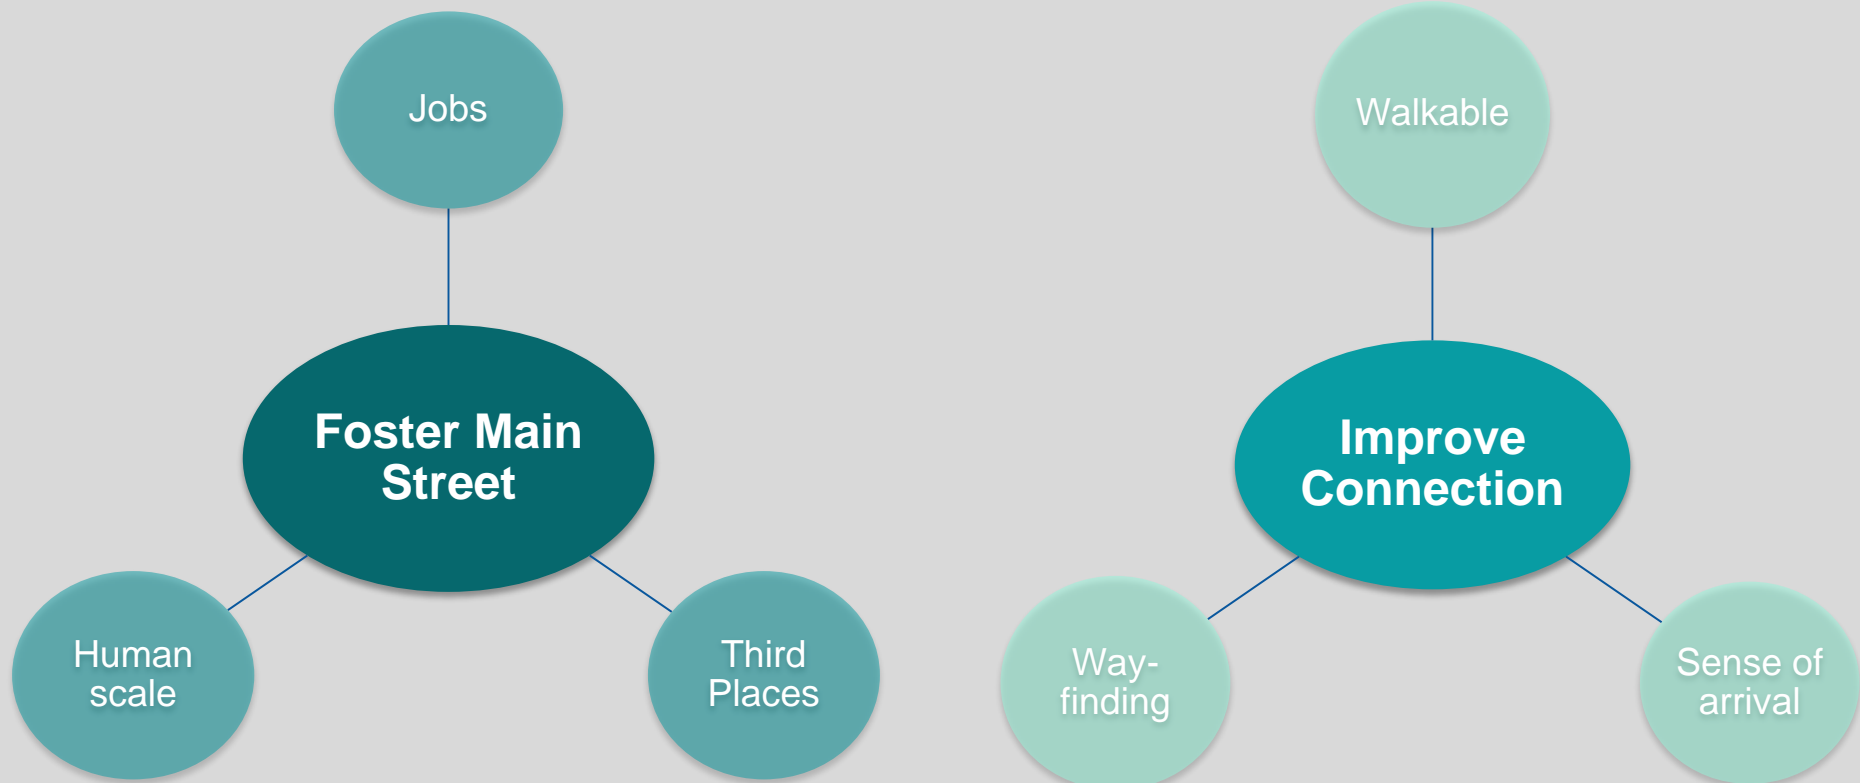 Jobs
Foster Main
Street
Human
scale
Third
Places
Walkable
Improve
Connection
Way-
finding
Sense of
arrival